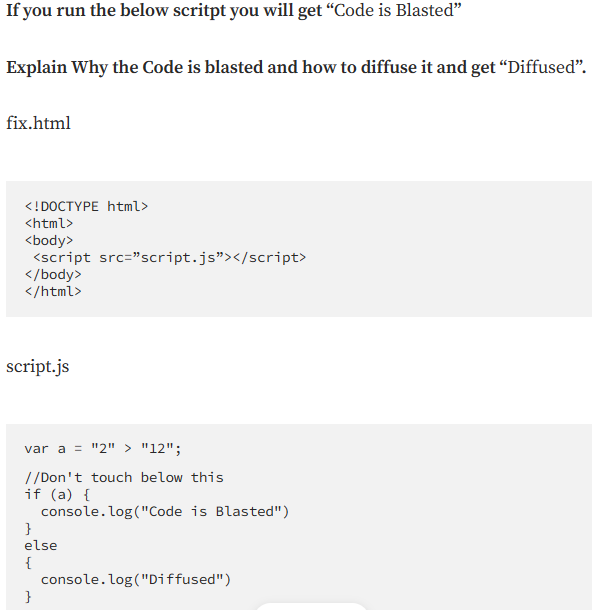 If you run the below scritpt you will get “Code is Blasted”
Explain Why the Code is blasted and how to diffuse it and get “Diffused”.
fix.html
<!DOCTYPE html>
<html>
<body>
 <script src=”script.js”></script>
</body>
</html>
script.js
var a = "2" > "12";
//Don't touch below this
if (a) {
  console.log("Code is Blasted")
}
else
{
  console.log("Diffused")
}